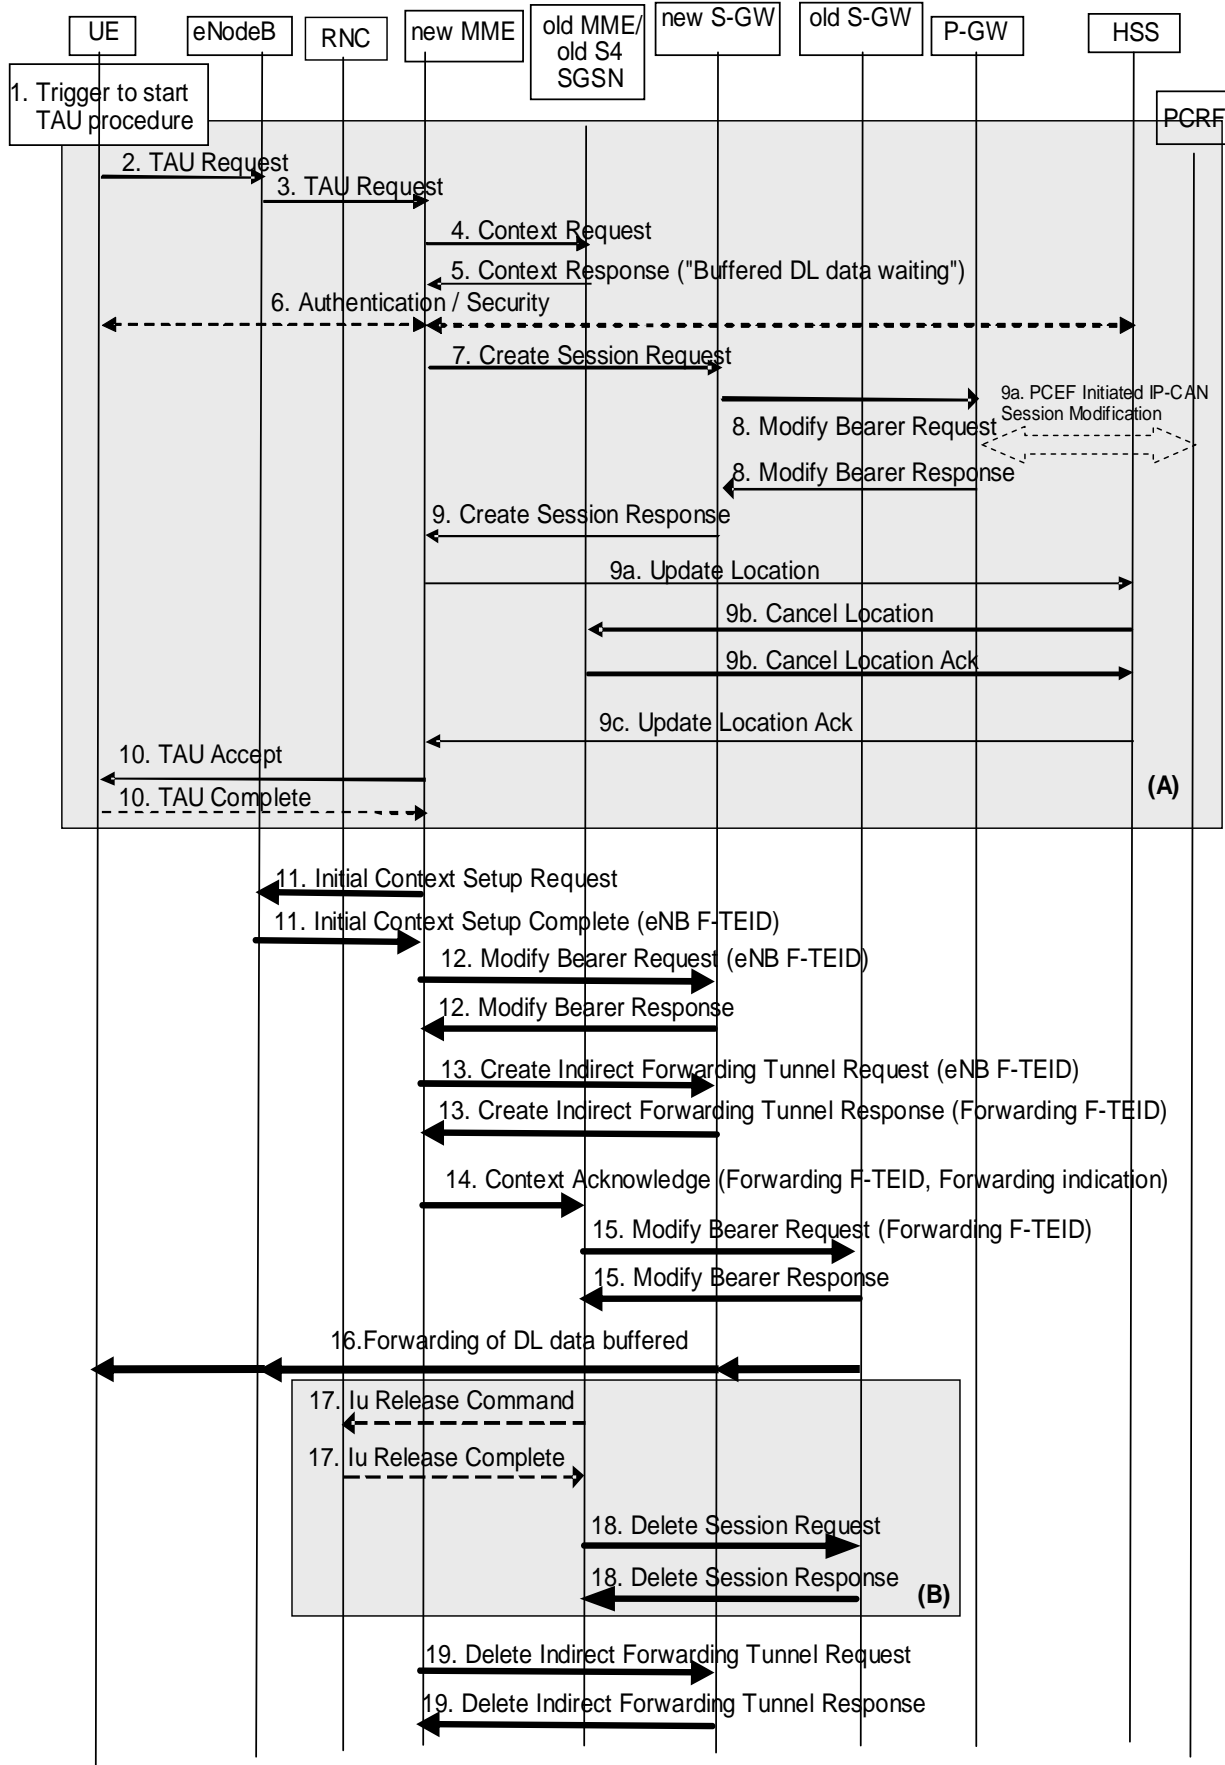 UE
eNodeB
RNC
new MME
old MME/
old S4
SGSN
new S-GW
old S-GW
P-GW
HSS
PCRF
1. Trigger to start
TAU procedure
2. TAU Request
3. TAU Request
4. Context Request
5. Context Response ("Buffered DL data waiting")
6. Authentication / Security
7. Create Session Request
9a. PCEF Initiated IP-CAN
Session Modification
8. Modify Bearer Request
8. Modify Bearer Response
9. Create Session Response
9a. Update Location
9b. Cancel Location
9b. Cancel Location Ack
9c. Update Location Ack
10. TAU Accept
10. TAU Complete
(A)
11. Initial Context Setup Request
11. Initial Context Setup Complete (eNB F-TEID)
12. Modify Bearer Request (eNB F-TEID)
12. Modify Bearer Response
13. Create Indirect Forwarding Tunnel Request (eNB F-TEID)
13. Create Indirect Forwarding Tunnel Response (Forwarding F-TEID)
14. Context Acknowledge (Forwarding F-TEID, Forwarding indication)
15. Modify Bearer Request (Forwarding F-TEID)
15. Modify Bearer Response
16.Forwarding of DL data buffered
17. Iu Release Command
17. Iu Release Complete
18. Delete Session Request
18. Delete Session Response
(B)
19. Delete Indirect Forwarding Tunnel Request
19. Delete Indirect Forwarding Tunnel Response